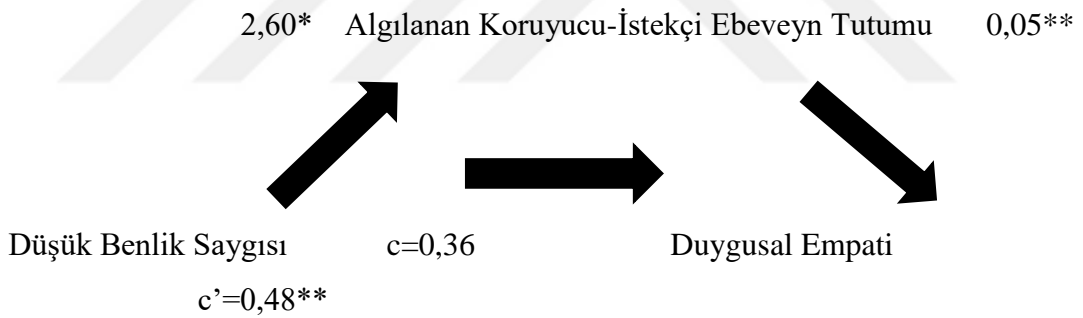 2,60* Algılanan Koruyucu-İstekçi Ebeveyn Tutumu 0,05**
Düşük Benlik Saygısı c=0,36 Duygusal Empati
c’=0,48**